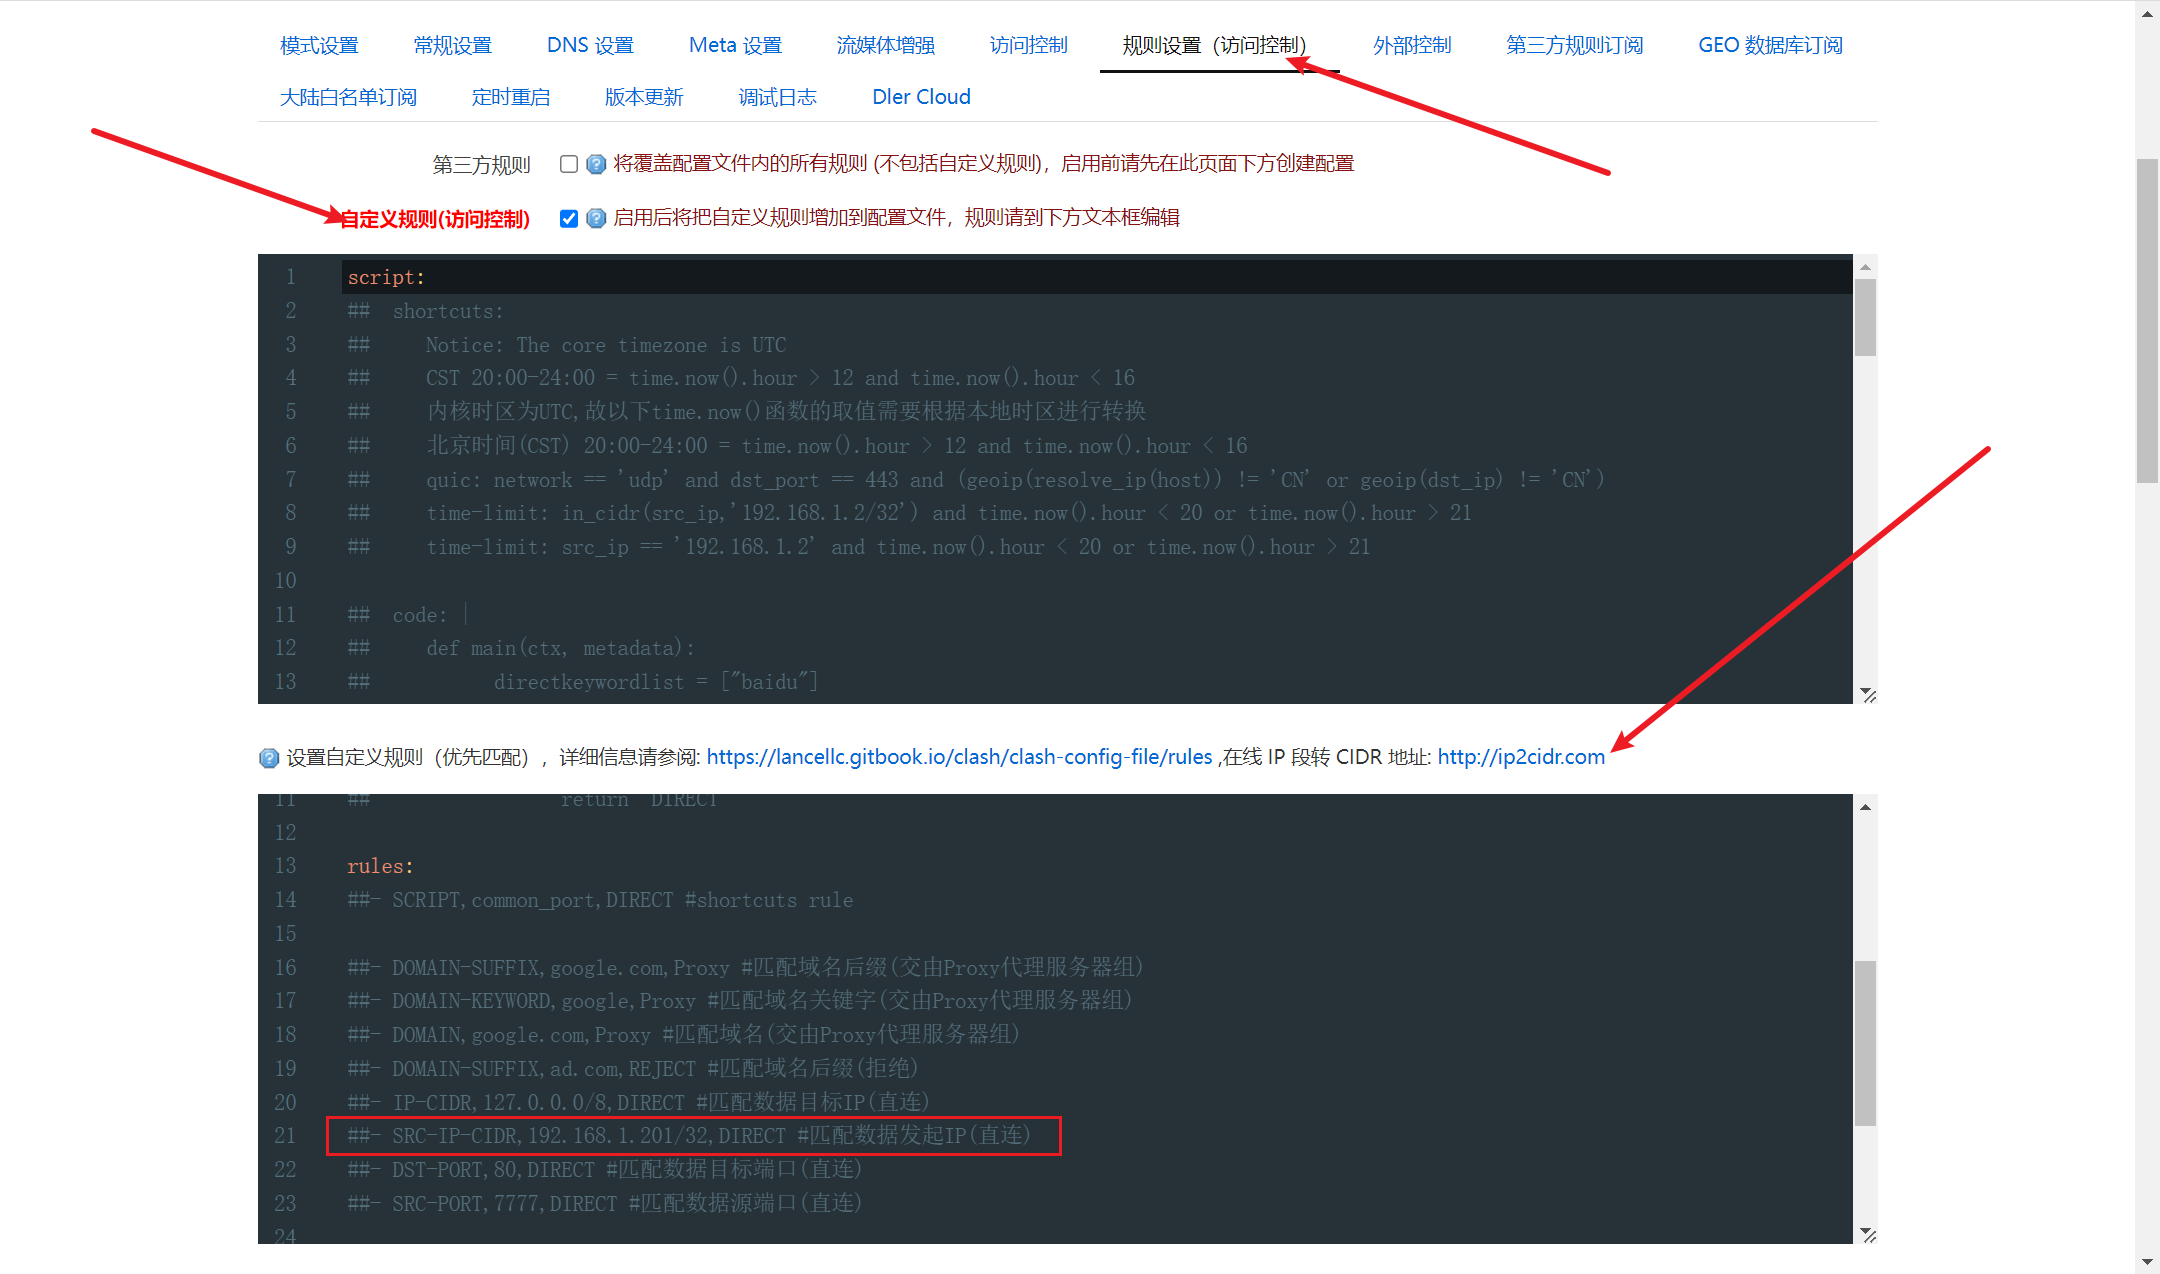 模式设置 常规设置 DNS 设置 Meta 设置 流媒体增强 访问控制 规则设置（访问控制） 外部控制 第三方规则订阅 GEO 数据库订阅
大陆白名单订阅 定时重启 版本更新 调试日志 Dler Cloud
第三方规则 将覆盖配置文件内的所有规则 (不包括自定义规则)，启用前请先在此页面下方创建配置
自定义规则(访问控制) 启用后将把自定义规则增加到配置文件，规则请到下方文本框编辑
1 script:
2 ## shortcuts:
3 ## Notice: The core timezone is UTC
4 ## CST 20:00-24:00 = time.now().hour > 12 and time.now().hour < 16
5 ## 内核时区为UTC,故以下time.now()函数的取值需要根据本地时区进行转换
6 ## 北京时间(CST) 20:00-24:00 = time.now().hour > 12 and time.now().hour < 16
7 ## quic: network == 'udp' and dst_port == 443 and (geoip(resolve_ip(host)) != 'CN' or geoip(dst_ip) != 'CN')
8 ## time-limit: in_cidr(src_ip,'192.168.1.2/32') and time.now().hour < 20 or time.now().hour > 21
9 ## time-limit: src_ip == '192.168.1.2' and time.now().hour < 20 or time.now().hour > 21
10
11 ## code: |
12 ## def main(ctx, metadata):
13 ## directkeywordlist = ["baidu"]
设置自定义规则（优先匹配），详细信息请参阅: https://lancellc.gitbook.io/clash/clash-config-file/rules ,在线 IP 段转 CIDR 地址: http://ip2cidr.com
11 ## return "DIRECT"
12
13 rules:
14 ##- SCRIPT,common_port,DIRECT #shortcuts rule
15
16 ##- DOMAIN-SUFFIX,google.com,Proxy #匹配域名后缀(交由Proxy代理服务器组)
17 ##- DOMAIN-KEYWORD,google,Proxy #匹配域名关键字(交由Proxy代理服务器组)
18 ##- DOMAIN,google.com,Proxy #匹配域名(交由Proxy代理服务器组)
19 ##- DOMAIN-SUFFIX,ad.com,REJECT #匹配域名后缀(拒绝)
20 ##- IP-CIDR,127.0.0.0/8,DIRECT #匹配数据目标IP(直连)
21 ##- SRC-IP-CIDR,192.168.1.201/32,DIRECT #匹配数据发起IP(直连)
22 ##- DST-PORT,80,DIRECT #匹配数据目标端口(直连)
23 ##- SRC-PORT,7777,DIRECT #匹配数据源端口(直连)
24